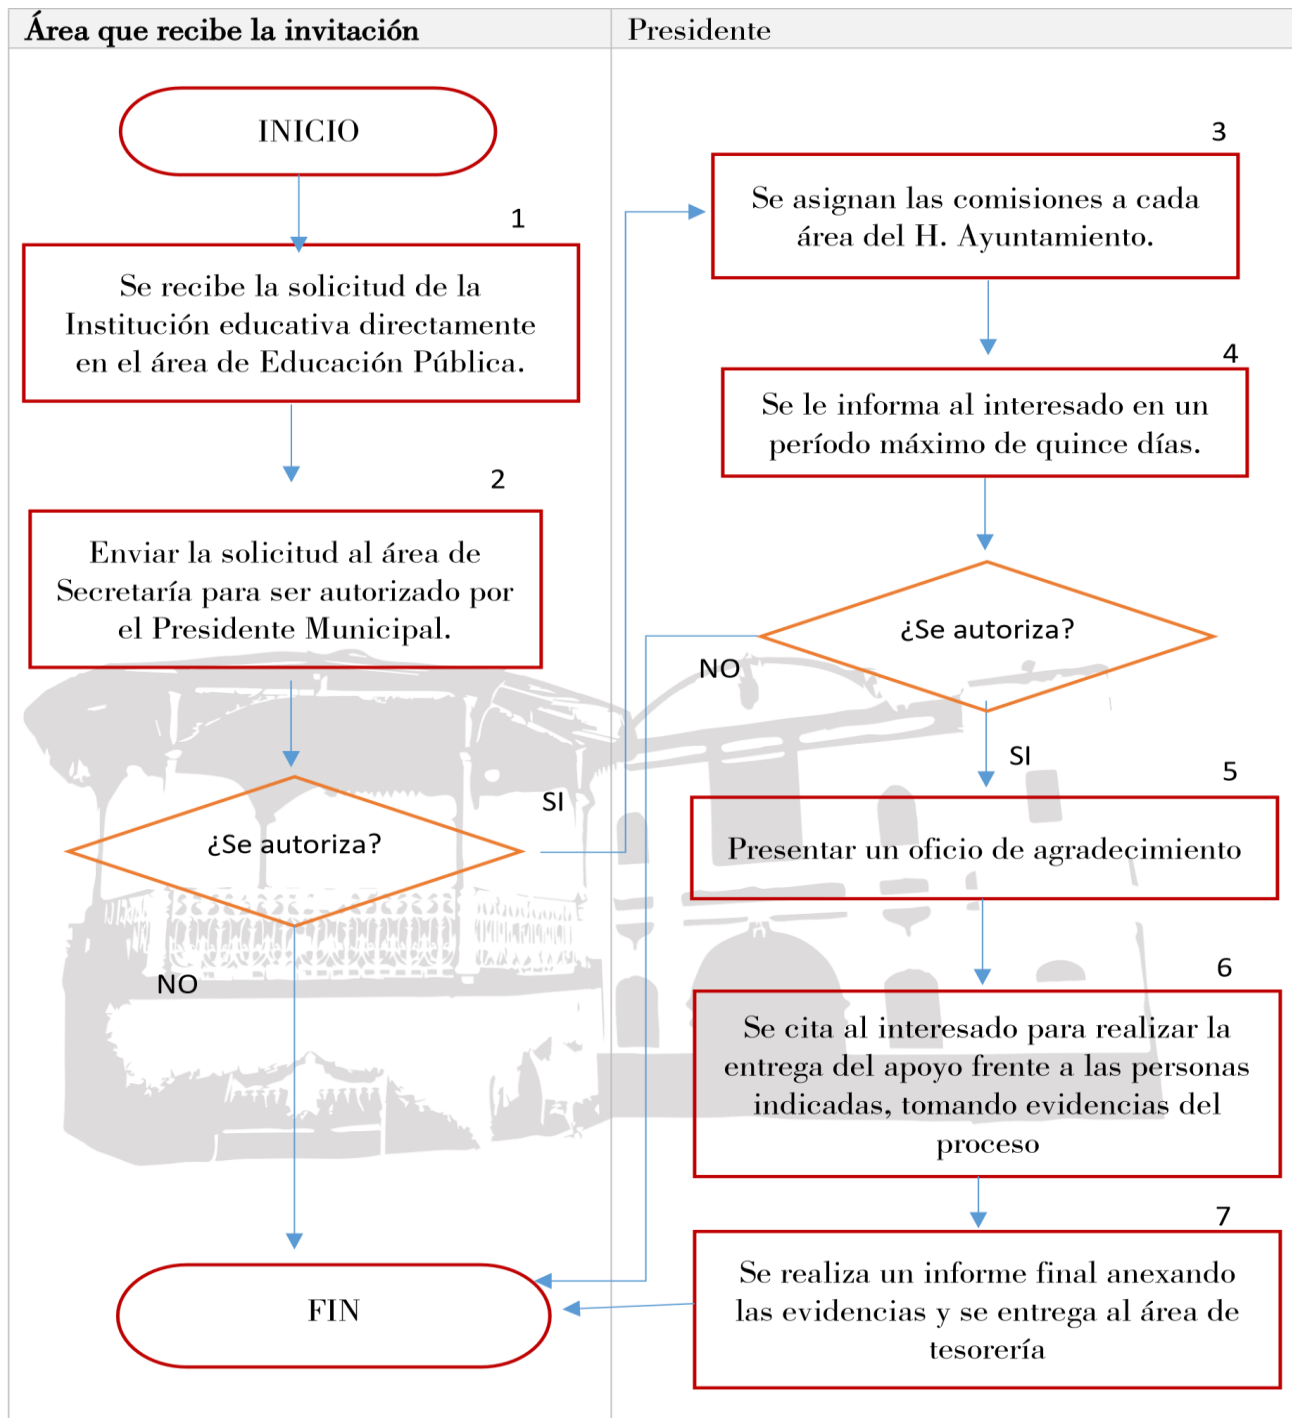 Área que recibe la invitación
Presidente
INICIO
1
Se recibe la solicitud de la
Institución educativa directamente
en el área de Educación Pública.
2
Enviar la solicitud al área de
Secretaría para ser autorizado por
el Presidente Municipal.
¿Se autoriza?
SI
NO
FIN
3
Se asignan las comisiones a cada
área del H. Ayuntamiento.
4
Se le informa al interesado en un
período máximo de quince días.
¿Se autoriza?
NO
SI
5
Presentar un oficio de agradecimiento
6
Se cita al interesado para realizar la
entrega del apoyo frente a las personas
indicadas, tomando evidencias del
proceso
7
Se realiza un informe final anexando
las evidencias y se entrega al área de
tesorería